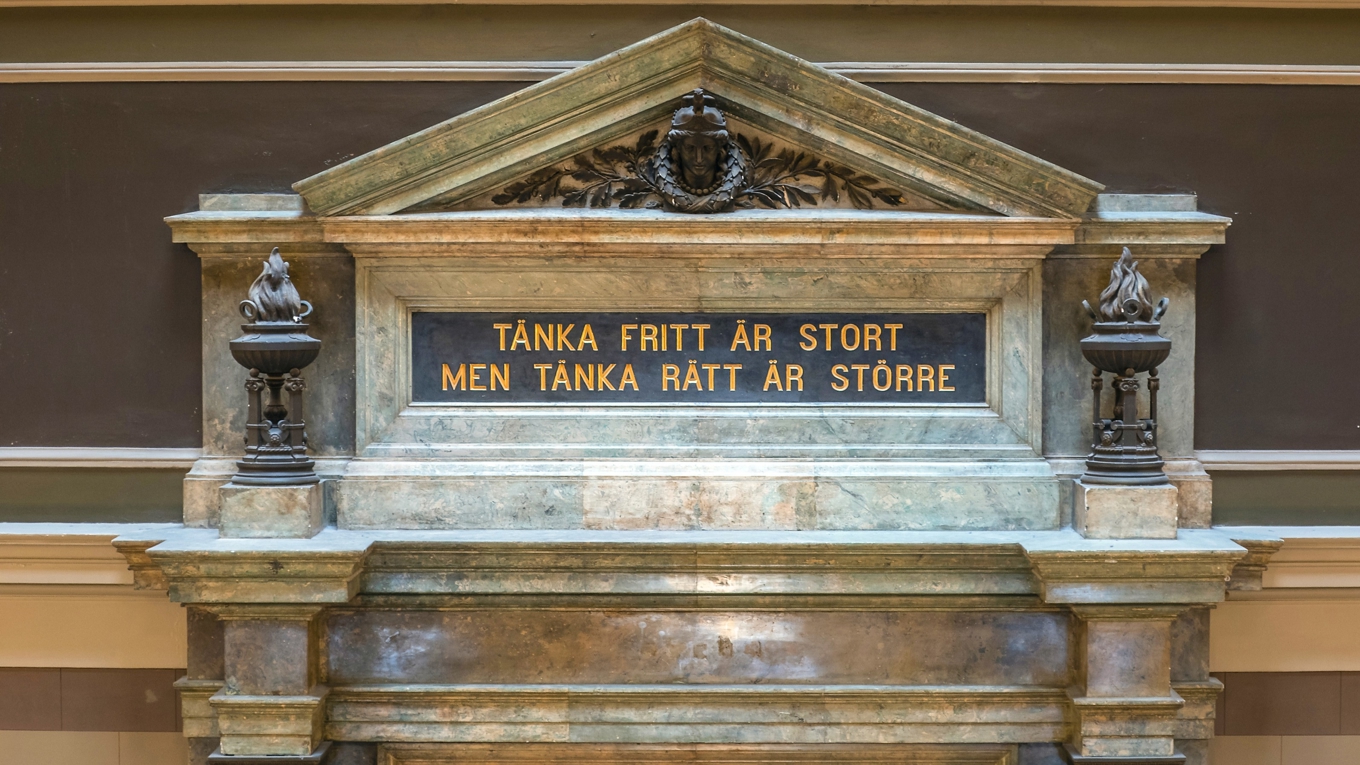 TÄNKA FRITT ÄR STORT
MEN TÄNKA RÄTT ÄR STÖRRE